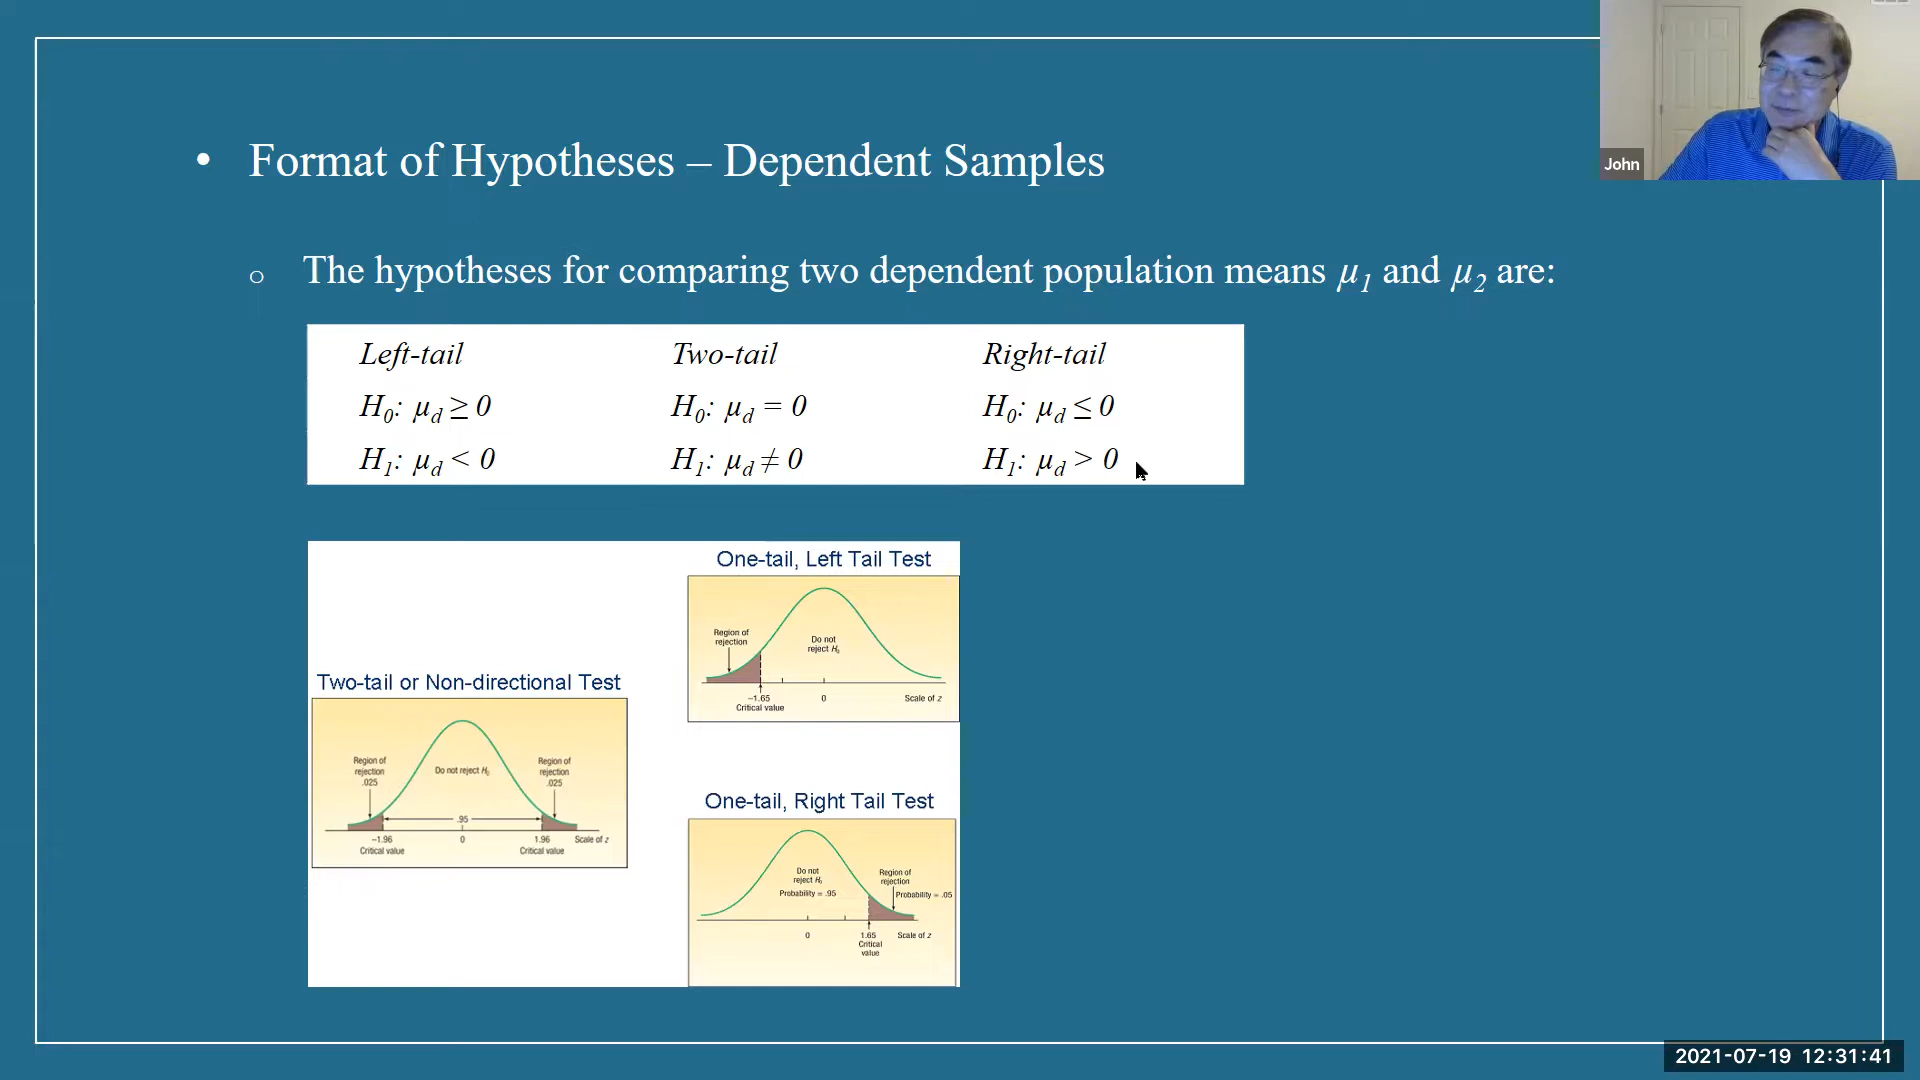 John
• Format of Hypotheses – Dependent Samples
o The hypotheses for comparing two dependent population means μ₁ and μ₂ are:
Left-tail Two-tail Right-tail
H₀: μd ≥ 0 H₀: μd = 0 H₀: μd ≤ 0
H₁: μd < 0 H₁: μd ≠ 0 H₁: μd > 0
One-tail, Left Tail Test
Region of
rejection
Do not
reject H₀
–1.65 0 Scale of z
Critical value
Two-tail or Non-directional Test
Region of
rejection
.025
Do not reject H₀
Region of
rejection
.025
.95
–1.96 0 1.96 Scale of z
Critical value Critical value
One-tail, Right Tail Test
Do not
reject H₀
Probability = .95
Region of
rejection
Probability = .05
0 1.65 Scale of z
Critical
value
2021-07-19 12:31:41